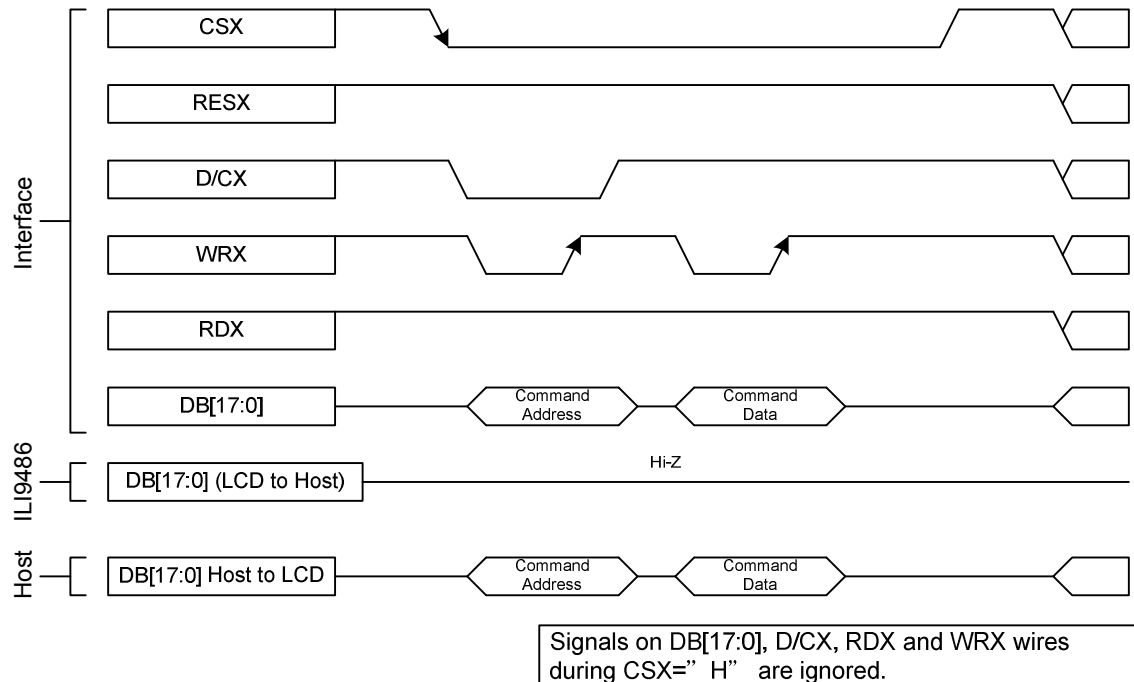 Interface
CSX
RESX
D/CX
WRX
RDX
DB[17:0]
Command
Address
Command
Data
ILI9486
DB[17:0] (LCD to Host)
Hi-Z
Host
DB[17:0] Host to LCD
Command
Address
Command
Data
Signals on DB[17:0], D/CX, RDX and WRX wires
during CSX=” H” are ignored.